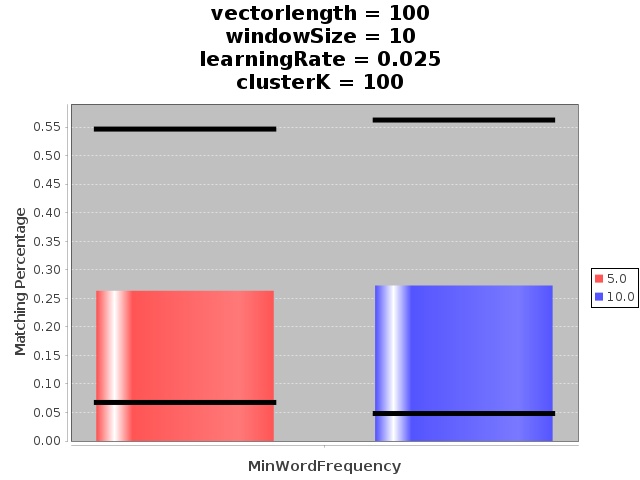 vectorlength = 100
windowSize = 10
learningRate = 0.025
clusterK = 100
Matching Percentage
0.55
0.50
0.45
0.40
0.35
0.30
0.25
0.20
0.15
0.10
0.05
0.00
MinWordFrequency
5.0
10.0